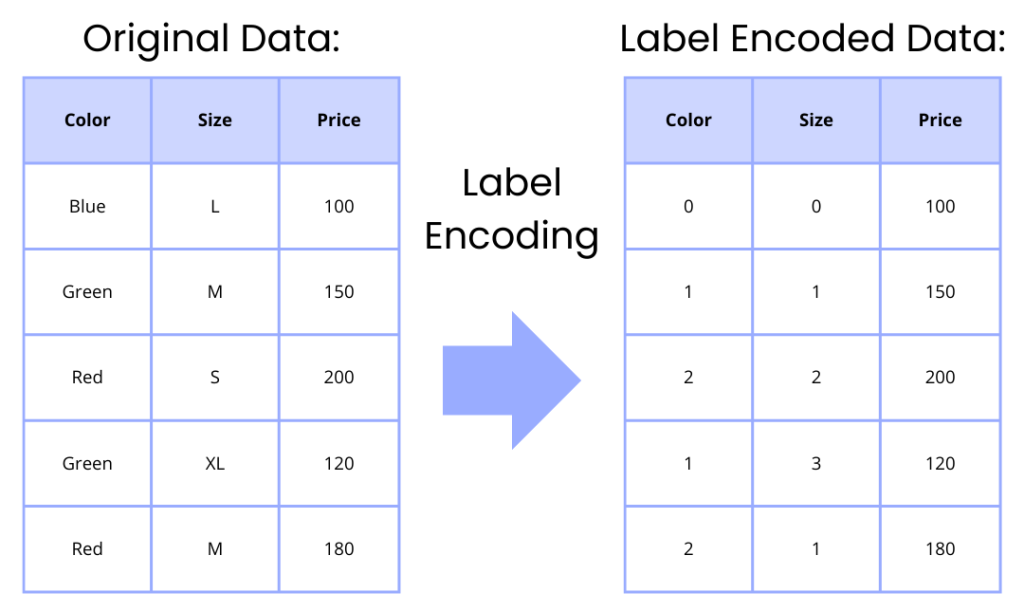 Original Data:
Color Size Price
Blue L 100
Green M 150
Red S 200
Green XL 120
Red M 180
Label
Encoding
Label Encoded Data:
Color Size Price
0 0 100
1 1 150
2 2 200
1 3 120
2 1 180